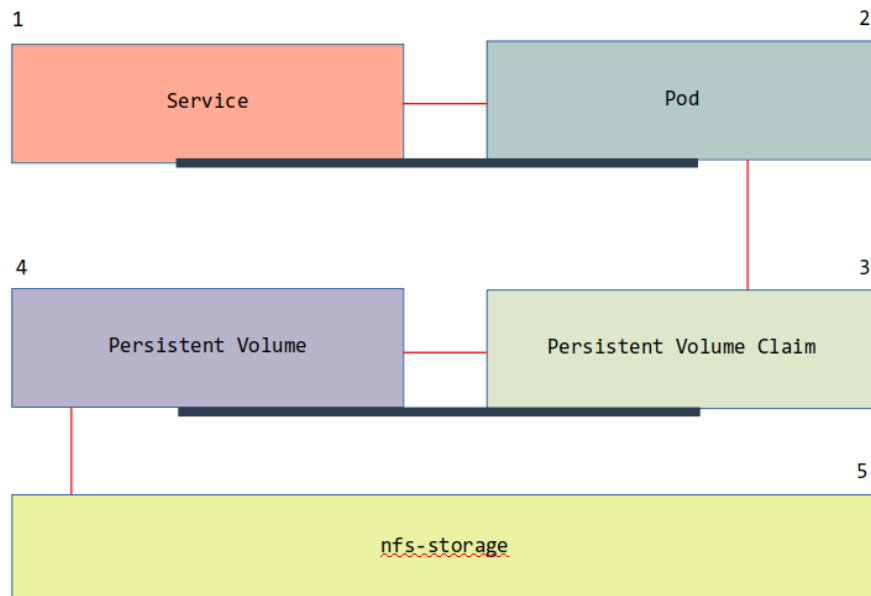 1
2
Service
Pod
4
3
Persistent Volume
Persistent Volume Claim
5
nfs-storage